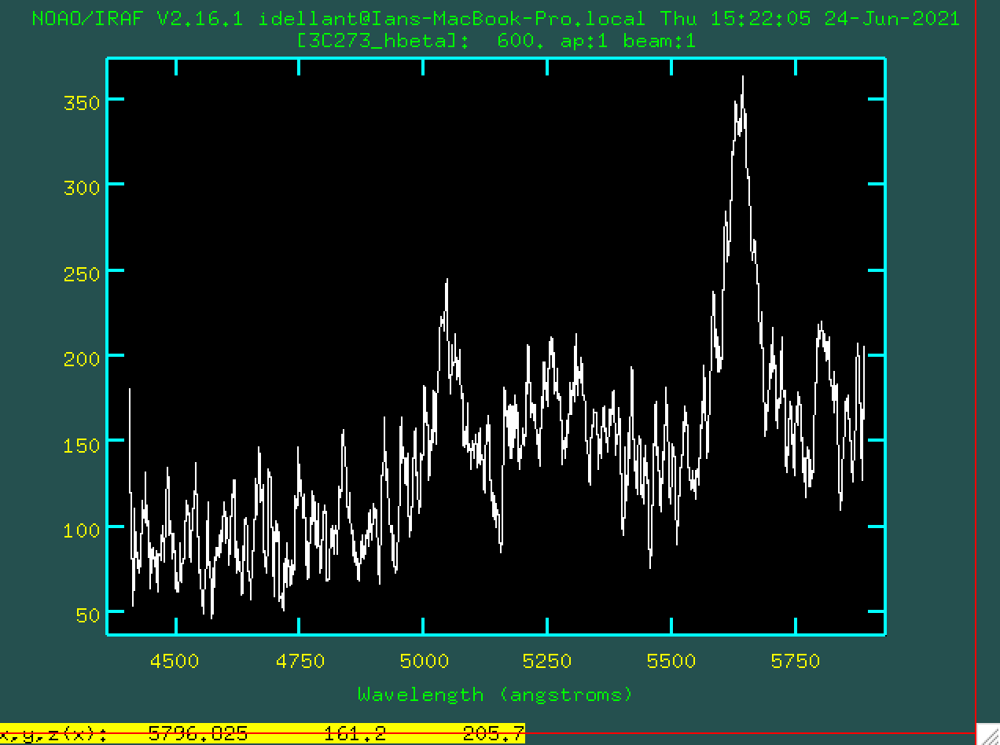 NOAO/IRAF V2.16.1 idellant@Ians-MacBook-Pro.local Thu 15:22:05 24-Jun-2021
[3C273_hbeta]: 600. ap:1 beam:1
350
300
250
200
150
100
50
4500 4750 5000 5250 5500 5750
Wavelength (angstroms)
x,y,z(x): 5796.825 161.2 205.7